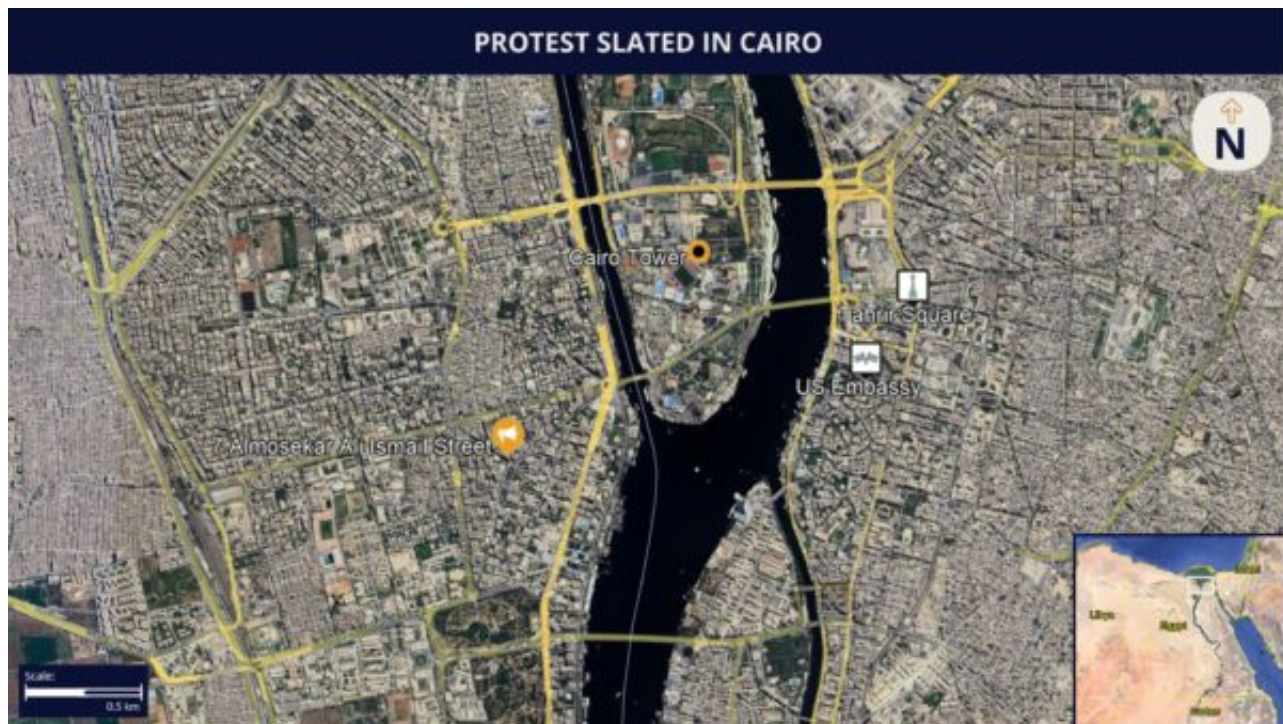 PROTEST SLATED IN CAIRO
N
Cairo Tower
Tahrir Square
US Embassy
7 Almosekar Ali Ismail Street
Scale:
0.5 km
Libya
Egypt
Sudan